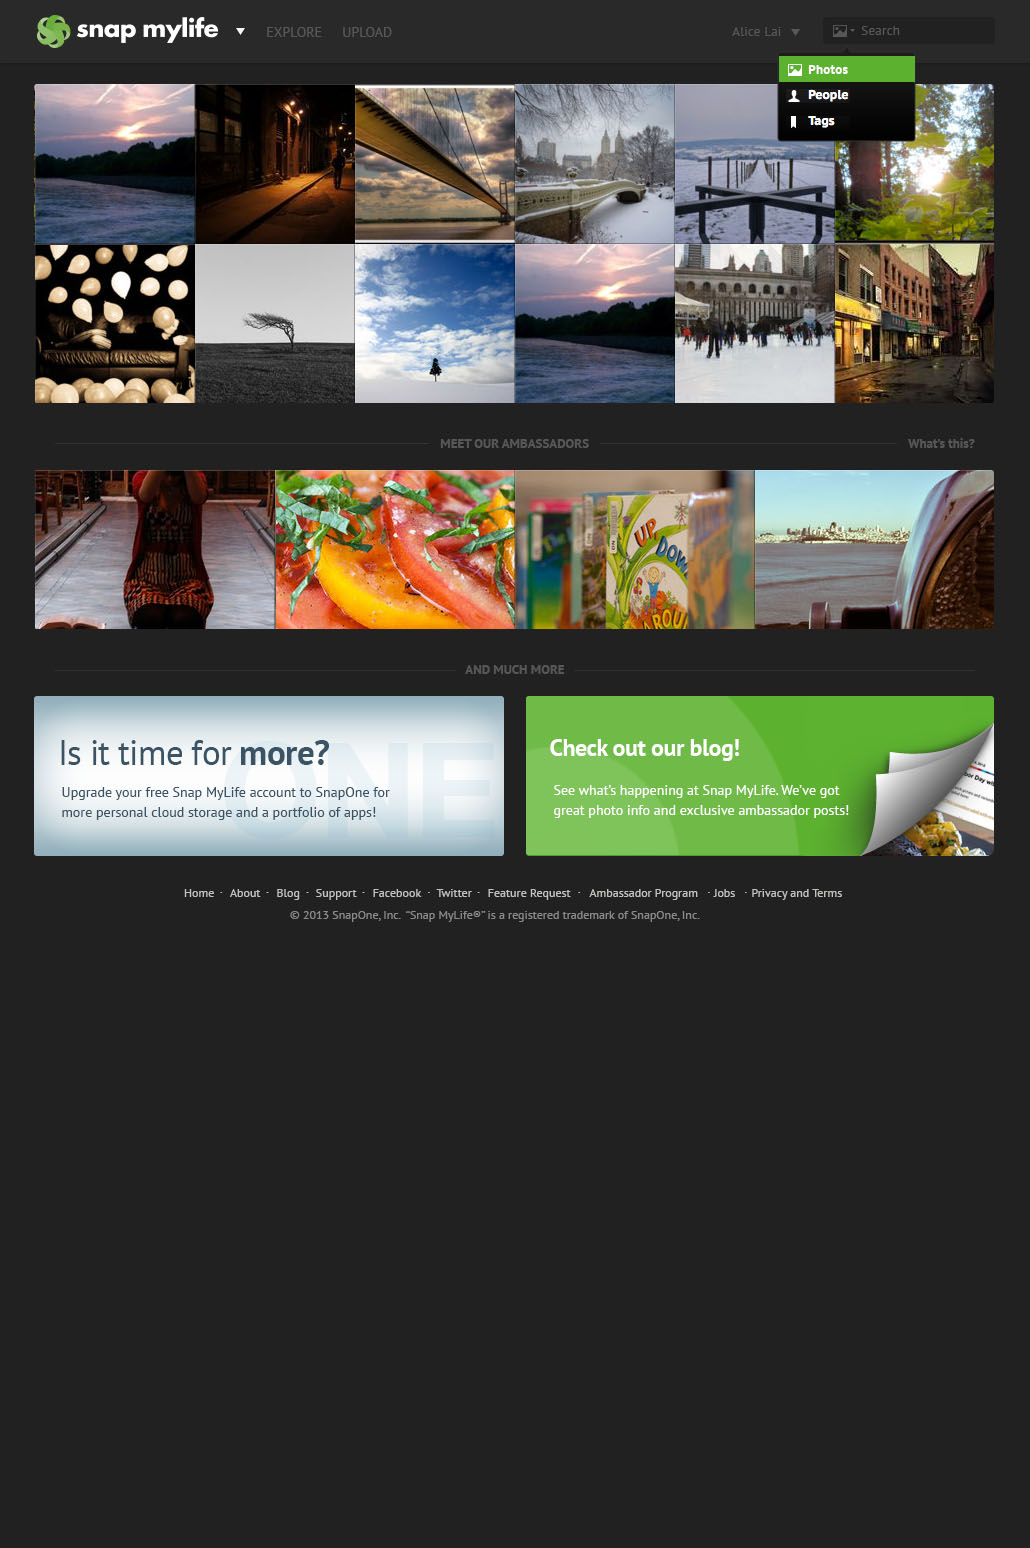 snap mylife
EXPLORE UPLOAD
Alice Lai
Search
Photos
People
Tags
MEET OUR AMBASSADORS
What's this?
UP
DOWN
AROU
AND MUCH MORE
ONE
Is it time for more?
Upgrade your free Snap MyLife account to SnapOne for
more personal cloud storage and a portfolio of apps!
Check out our blog!
See what's happening at Snap MyLife. We've got
great photo info and exclusive ambassador posts!
bor Day wi
Home · About · Blog · Support · Facebook · Twitter · Feature Request · Ambassador Program · Jobs · Privacy and Terms
© 2013 SnapOne, Inc. “Snap MyLife®” is a registered trademark of SnapOne, Inc.